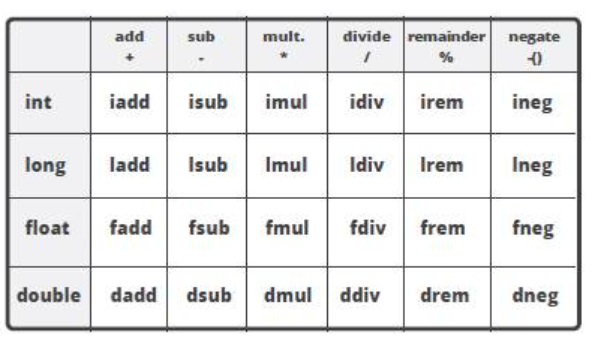 add sub mult. divide remainder negate
+ - * / % -()
int iadd isub imul idiv irem ineg
long ladd lsub lmul ldiv lrem lneg
float fadd fsub fmul fdiv frem fneg
double dadd dsub dmul ddiv drem dneg